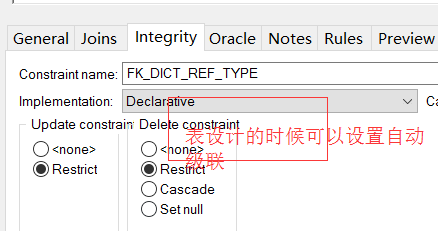 General Joins Integrity Oracle Notes Rules Preview
Constraint name: FK_DICT_REF_TYPE
Implementation: Declarative Ca
Update constrain Delete constraint
<none> <none>
Restrict Restrict
Cascade
Set null
表设计的时候可以设置自动
级联